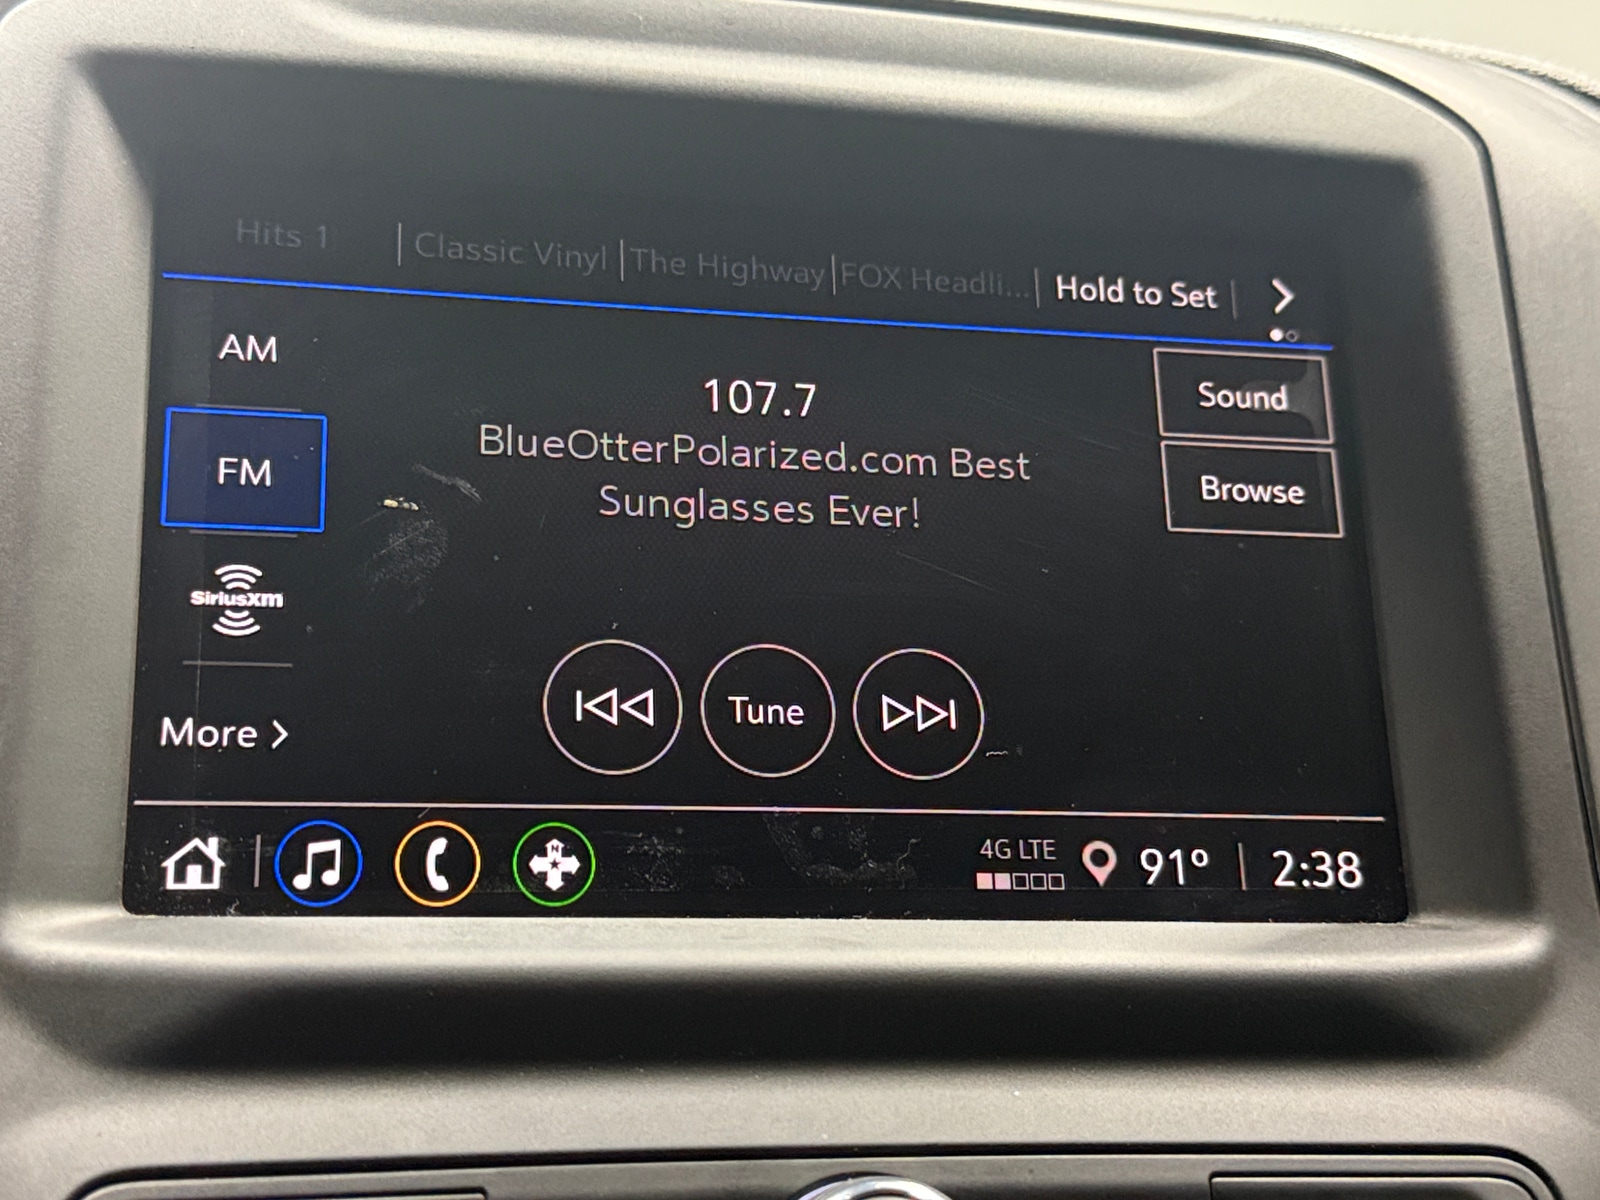 Hits 1
Classic Vinyl
The Highway
FOX Headli...
Hold to Set
AM
FM
SiriusXM
More
107.7
BlueOtterPolarized.com Best
Sunglasses Ever!
Sound
Browse
Tune
N
4G LTE
91°
2:38